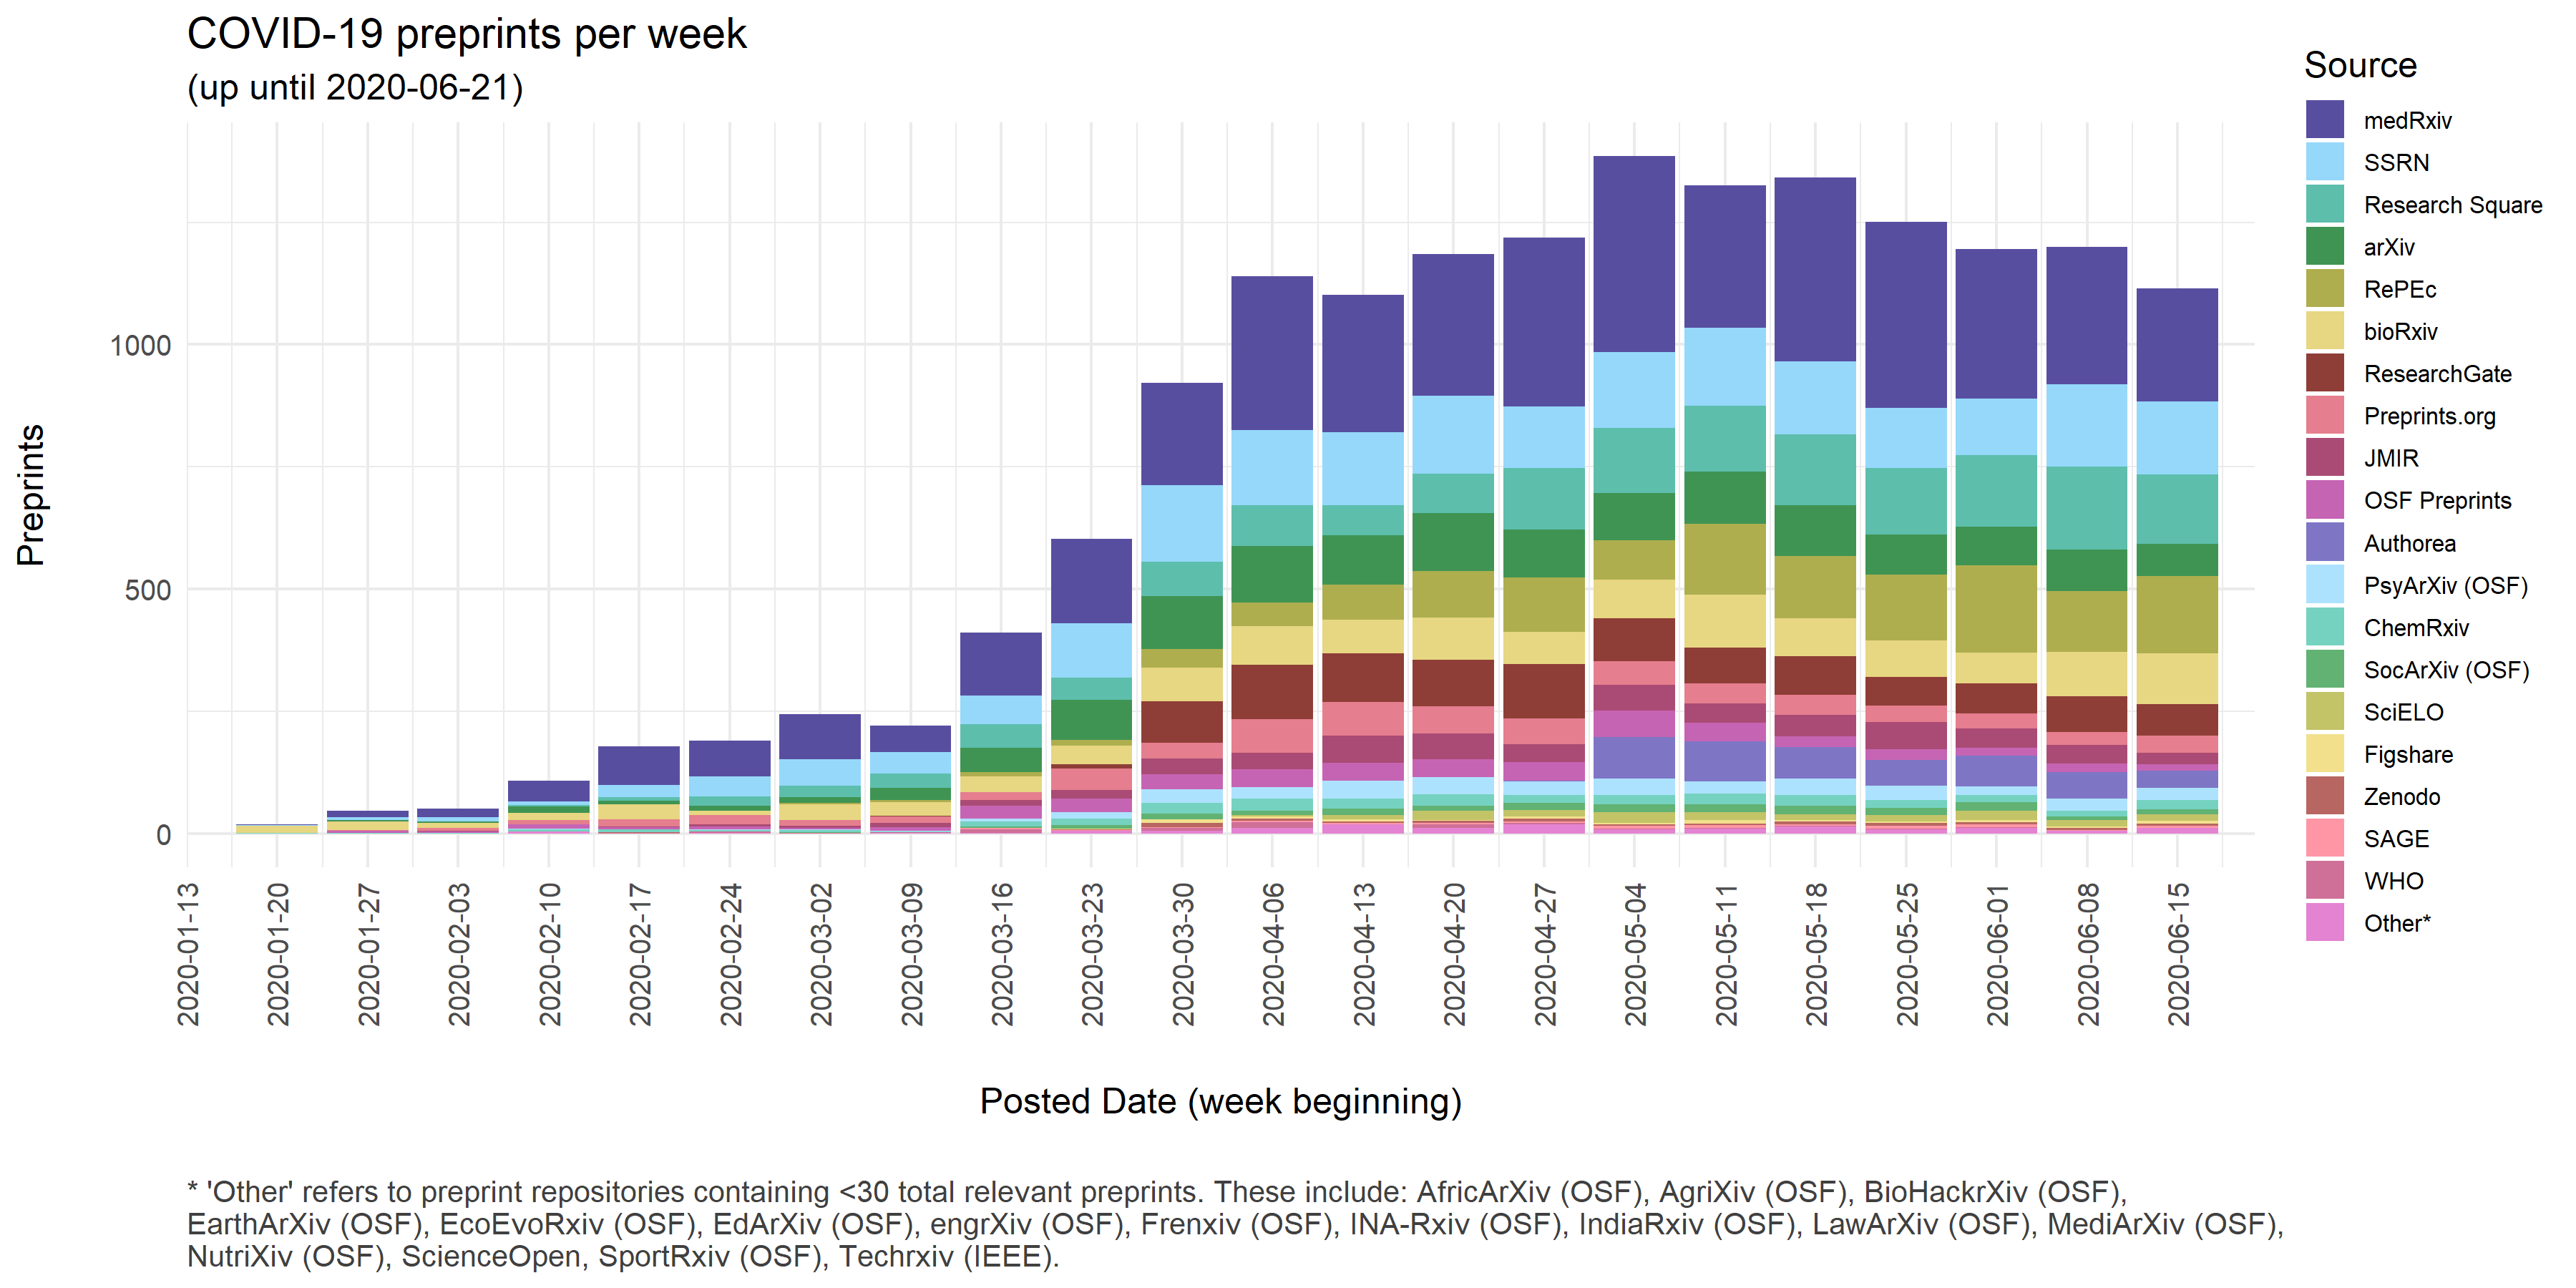 COVID-19 preprints per week
(up until 2020-06-21)
Preprints
1000
500
0
2020-01-13
2020-01-20
2020-01-27
2020-02-03
2020-02-10
2020-02-17
2020-02-24
2020-03-02
2020-03-09
2020-03-16
2020-03-23
2020-03-30
2020-04-06
2020-04-13
2020-04-20
2020-04-27
2020-05-04
2020-05-11
2020-05-18
2020-05-25
2020-06-01
2020-06-08
2020-06-15
Posted Date (week beginning)
Source
medRxiv
SSRN
Research Square
arXiv
RePEc
bioRxiv
ResearchGate
Preprints.org
JMIR
OSF Preprints
Authorea
PsyArXiv (OSF)
ChemRxiv
SocArXiv (OSF)
SciELO
Figshare
Zenodo
SAGE
WHO
Other*
* 'Other' refers to preprint repositories containing <30 total relevant preprints. These include: AfricArXiv (OSF), AgriXiv (OSF), BioHackrXiv (OSF),
EarthArXiv (OSF), EcoEvoRxiv (OSF), EdArXiv (OSF), engrXiv (OSF), Frenxiv (OSF), INA-Rxiv (OSF), IndiaRxiv (OSF), LawArXiv (OSF), MediArXiv (OSF),
NutriXiv (OSF), ScienceOpen, SportRxiv (OSF), Techrxiv (IEEE).